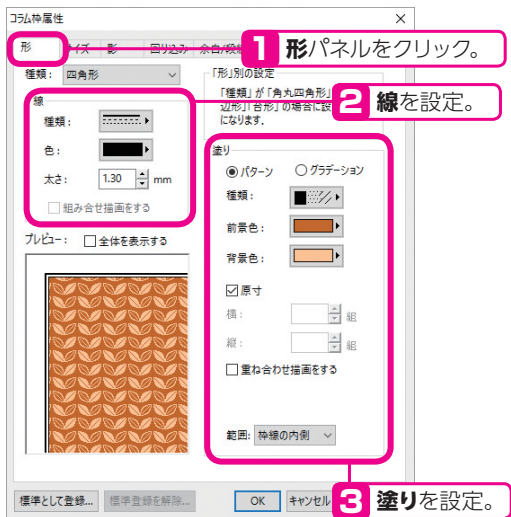 コラム枠属性
形 サイズ 影 回り込み 余白/段
1 形パネルをクリック。
種類: 四角形
線
種類:
色:
太さ: 1.30 mm
組み合せ描画をする
プレビュー: 全体を表示する
「形」別の設定
「種類」が「角丸四角形」
辺形」「台形」の場合に設
になります.
2 線を設定。
塗り
パターン グラデーション
種類:
前景色:
背景色:
原寸
横: 組
縦: 組
重ね合わせ描画をする
範囲: 枠線の内側
3 塗りを設定。
標準として登録... 標準登録を解除... OK キャンセル